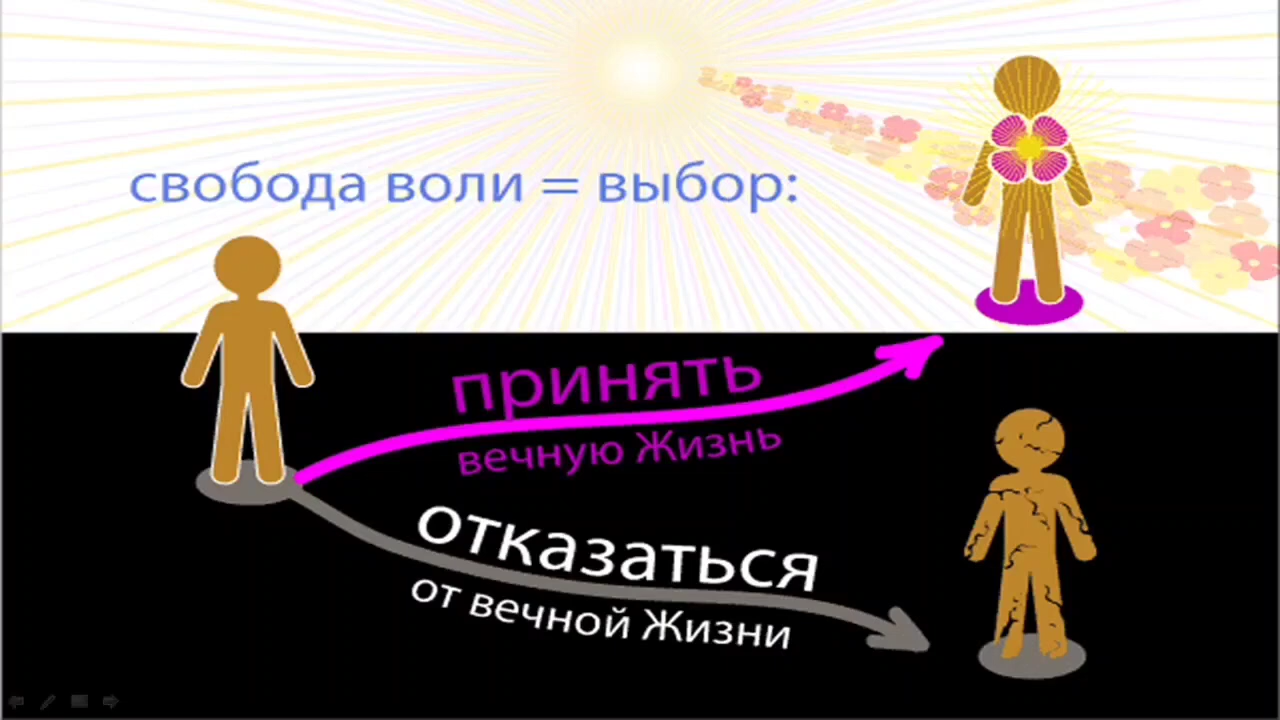 свобода воли = выбор:
принять
вечную Жизнь
отказаться
от вечной Жизни